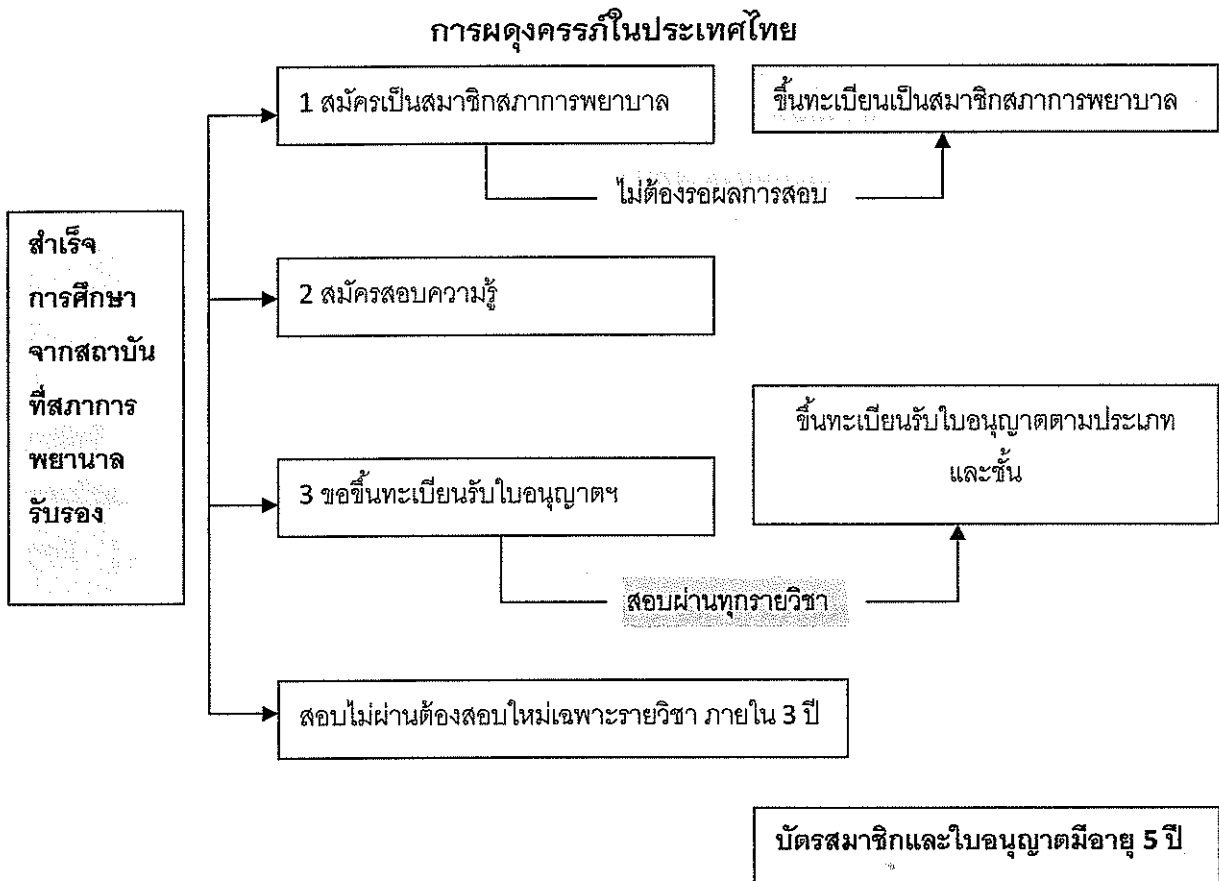 การผดุงครรภ์ในประเทศไทย
1 สมัครเป็นสมาชิกสภาการพยาบาล
ขึ้นทะเบียนเป็นสมาชิกสภาการพยาบาล
ไม่ต้องรอผลการสอบ
สำเร็จ
การศึกษา
จากสถาบัน
ที่สภาการ
พยานาล
รับรอง
2 สมัครสอบความรู้
ขึ้นทะเบียนรับใบอนุญาตตามประเภท
และชั้น
3 ขอขึ้นทะเบียนรับใบอนุญาตฯ
สอบผ่านทุกรายวิชา
สอบไม่ผ่านต้องสอบใหม่เฉพาะรายวิชา ภายใน 3 ปี
บัตรสมาชิกและใบอนุญาตมีอายุ 5 ปี